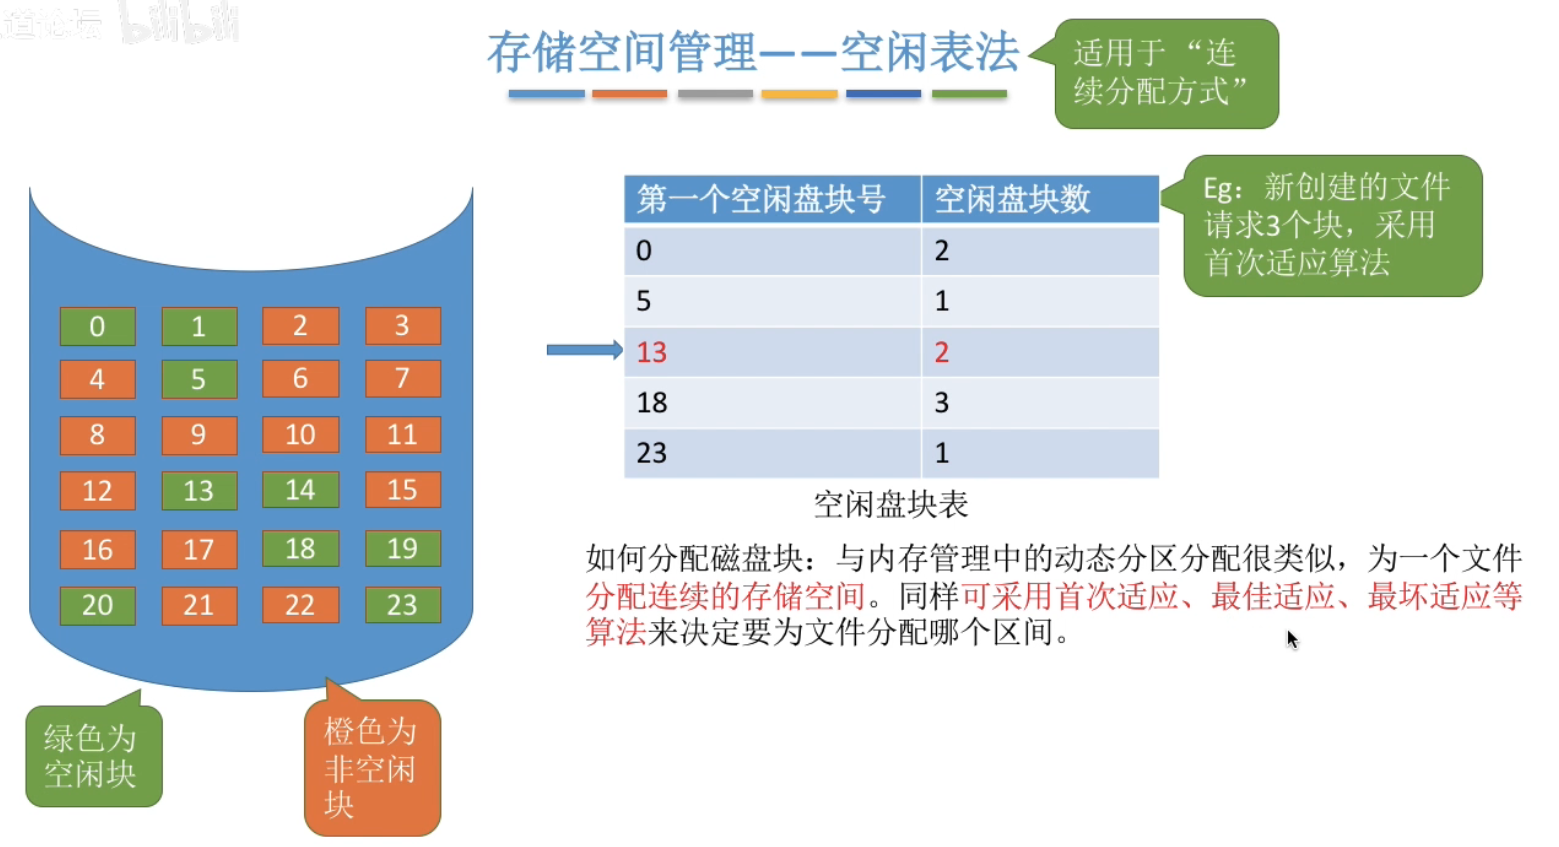 道论坛 bilibili
存储空间管理——空闲表法
适用于“连
续分配方式”
第一个空闲盘块号 空闲盘块数
0 2
5 1
13 2
18 3
23 1
空闲盘块表
Eg：新创建的文件
请求3个块，采用
首次适应算法
0 1 2 3
4 5 6 7
8 9 10 11
12 13 14 15
16 17 18 19
20 21 22 23
绿色为
空闲块
橙色为
非空闲
块
如何分配磁盘块：与内存管理中的动态分区分配很类似，为一个文件
分配连续的存储空间。同样可采用首次适应、最佳适应、最坏适应等
算法来决定要为文件分配哪个区间。